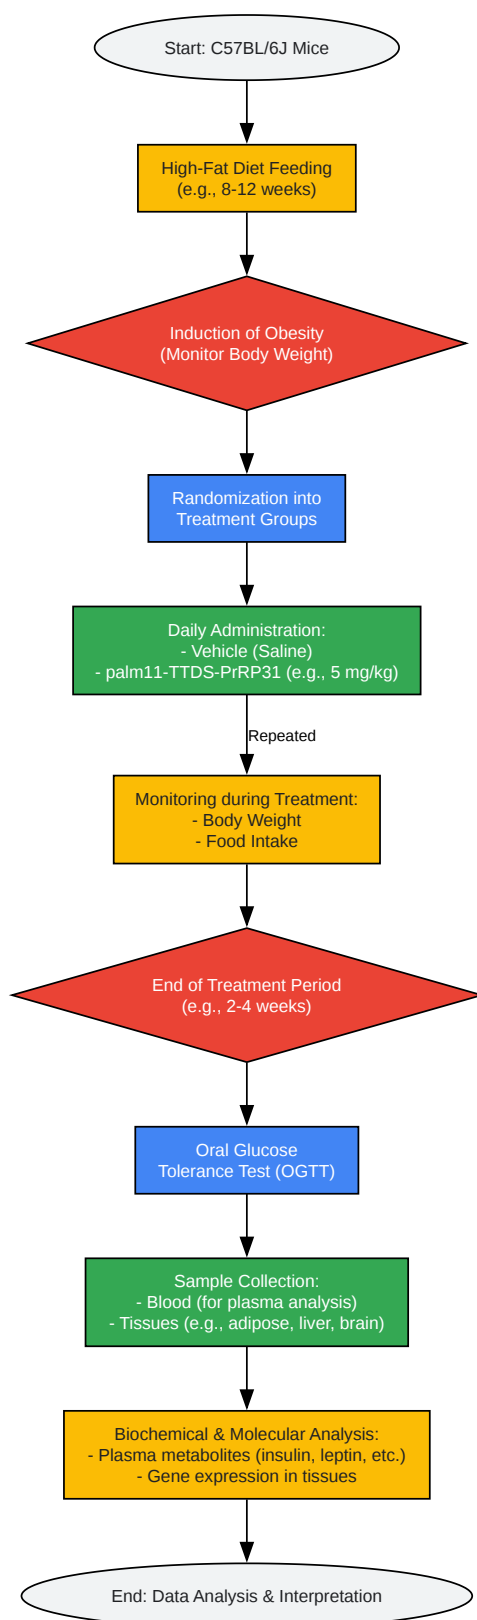 Start: C57BL/6J Mice
High-Fat Diet Feeding
(e.g., 8-12 weeks)
Induction of Obesity
(Monitor Body Weight)
Randomization into
Treatment Groups
Daily Administration:
- Vehicle (Saline)
- palm11-TTDS-PrRP31 (e.g., 5 mg/kg)
Repeated
Monitoring during Treatment:
- Body Weight
- Food Intake
End of Treatment Period
(e.g., 2-4 weeks)
Oral Glucose
Tolerance Test (OGTT)
Sample Collection:
- Blood (for plasma analysis)
- Tissues (e.g., adipose, liver, brain)
Biochemical & Molecular Analysis:
- Plasma metabolites (insulin, leptin, etc.)
- Gene expression in tissues
End: Data Analysis & Interpretation